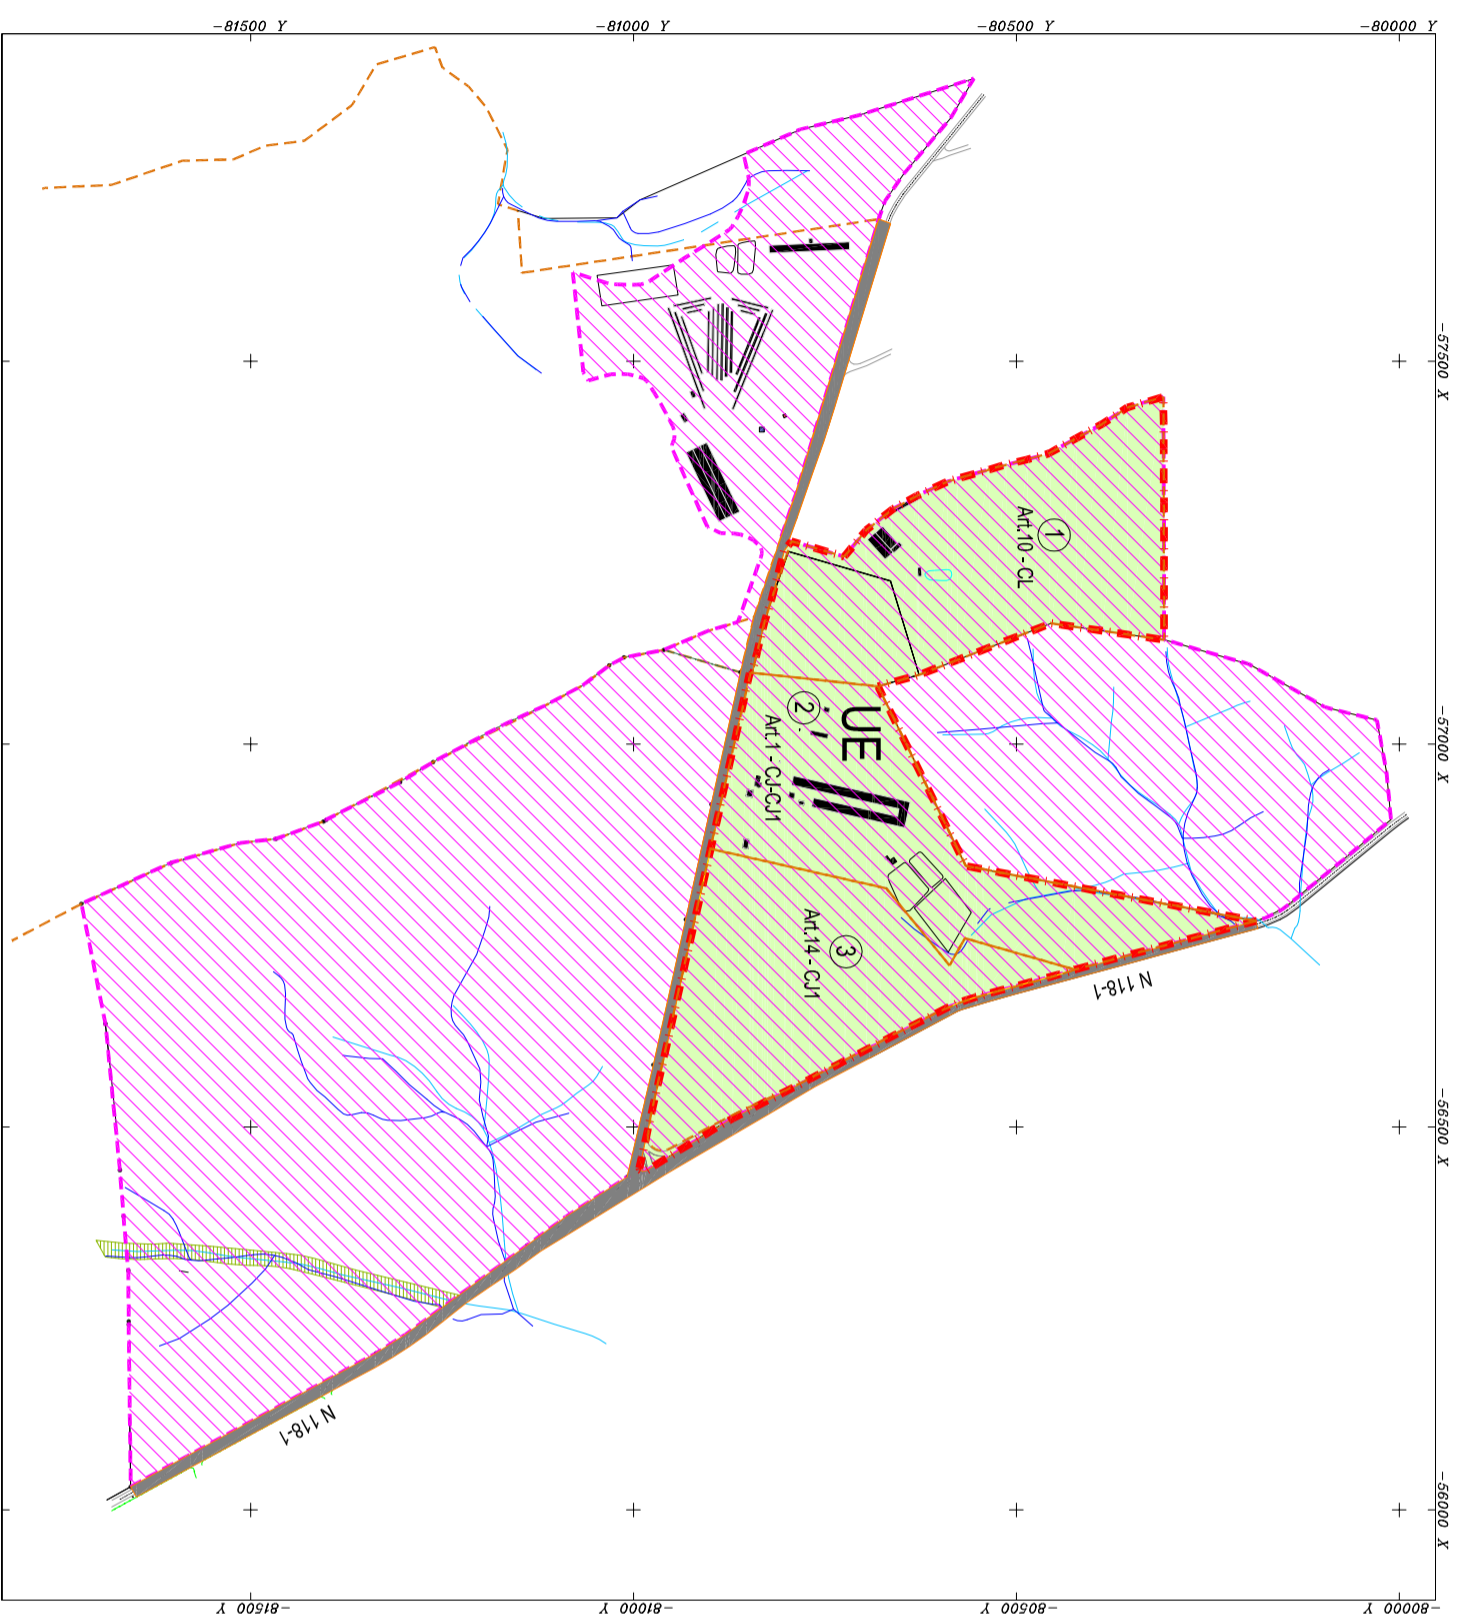 -81500 Y
-81000 Y
-80500 Y
-80000 Y
-57500 X
1
Art.10 - CL
-57000 X
UE
2
Art.1 - CJ-CJ1
3
Art.14 - CJ1
N 118-1
-56500 X
N 118-1
-56000 X
-81500 Y
-81000 Y
-80500 Y
-80000 Y